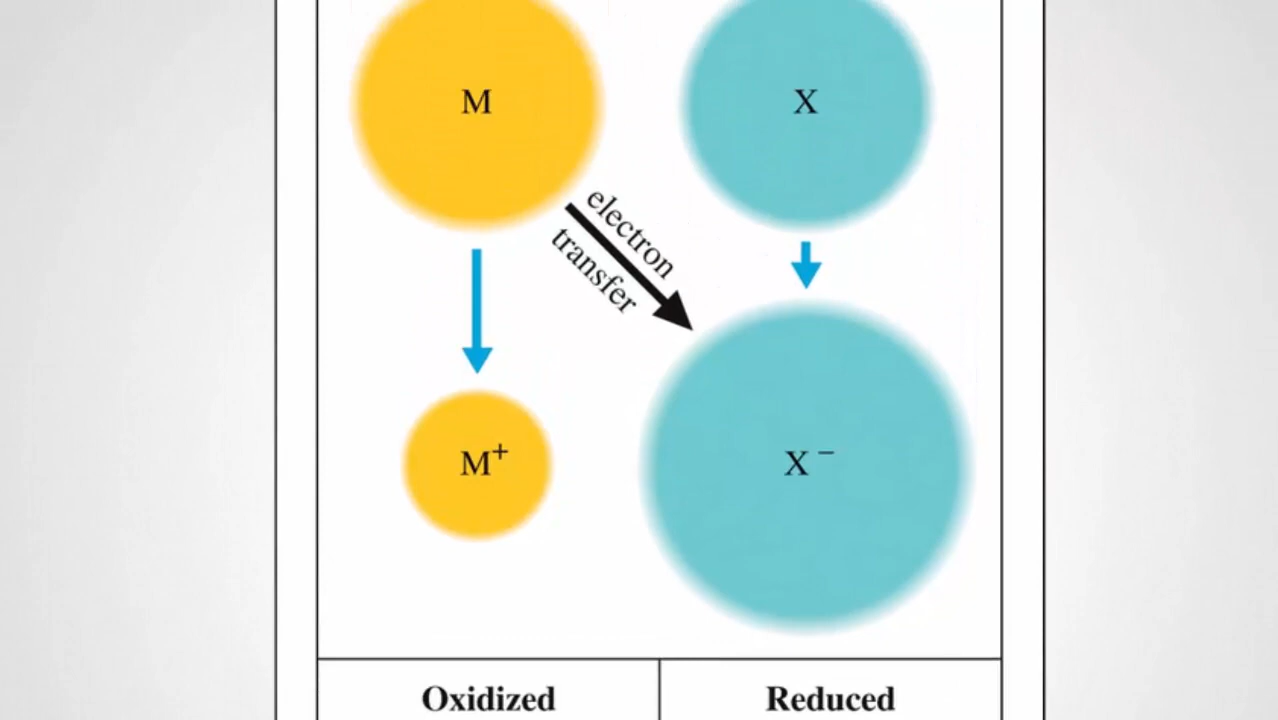 M
X
electron
transfer
M⁺
X⁻
Oxidized
Reduced